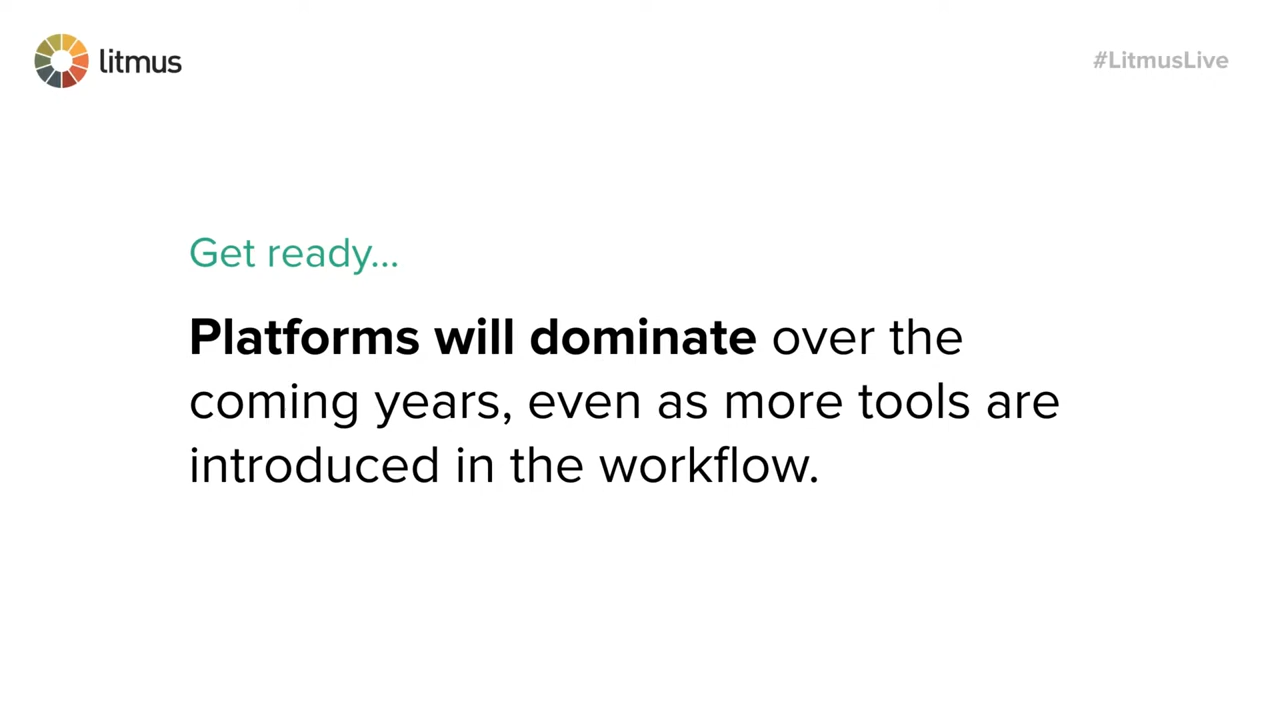 litmus
#LitmusLive
Get ready...
Platforms will dominate over the
coming years, even as more tools are
introduced in the workflow.